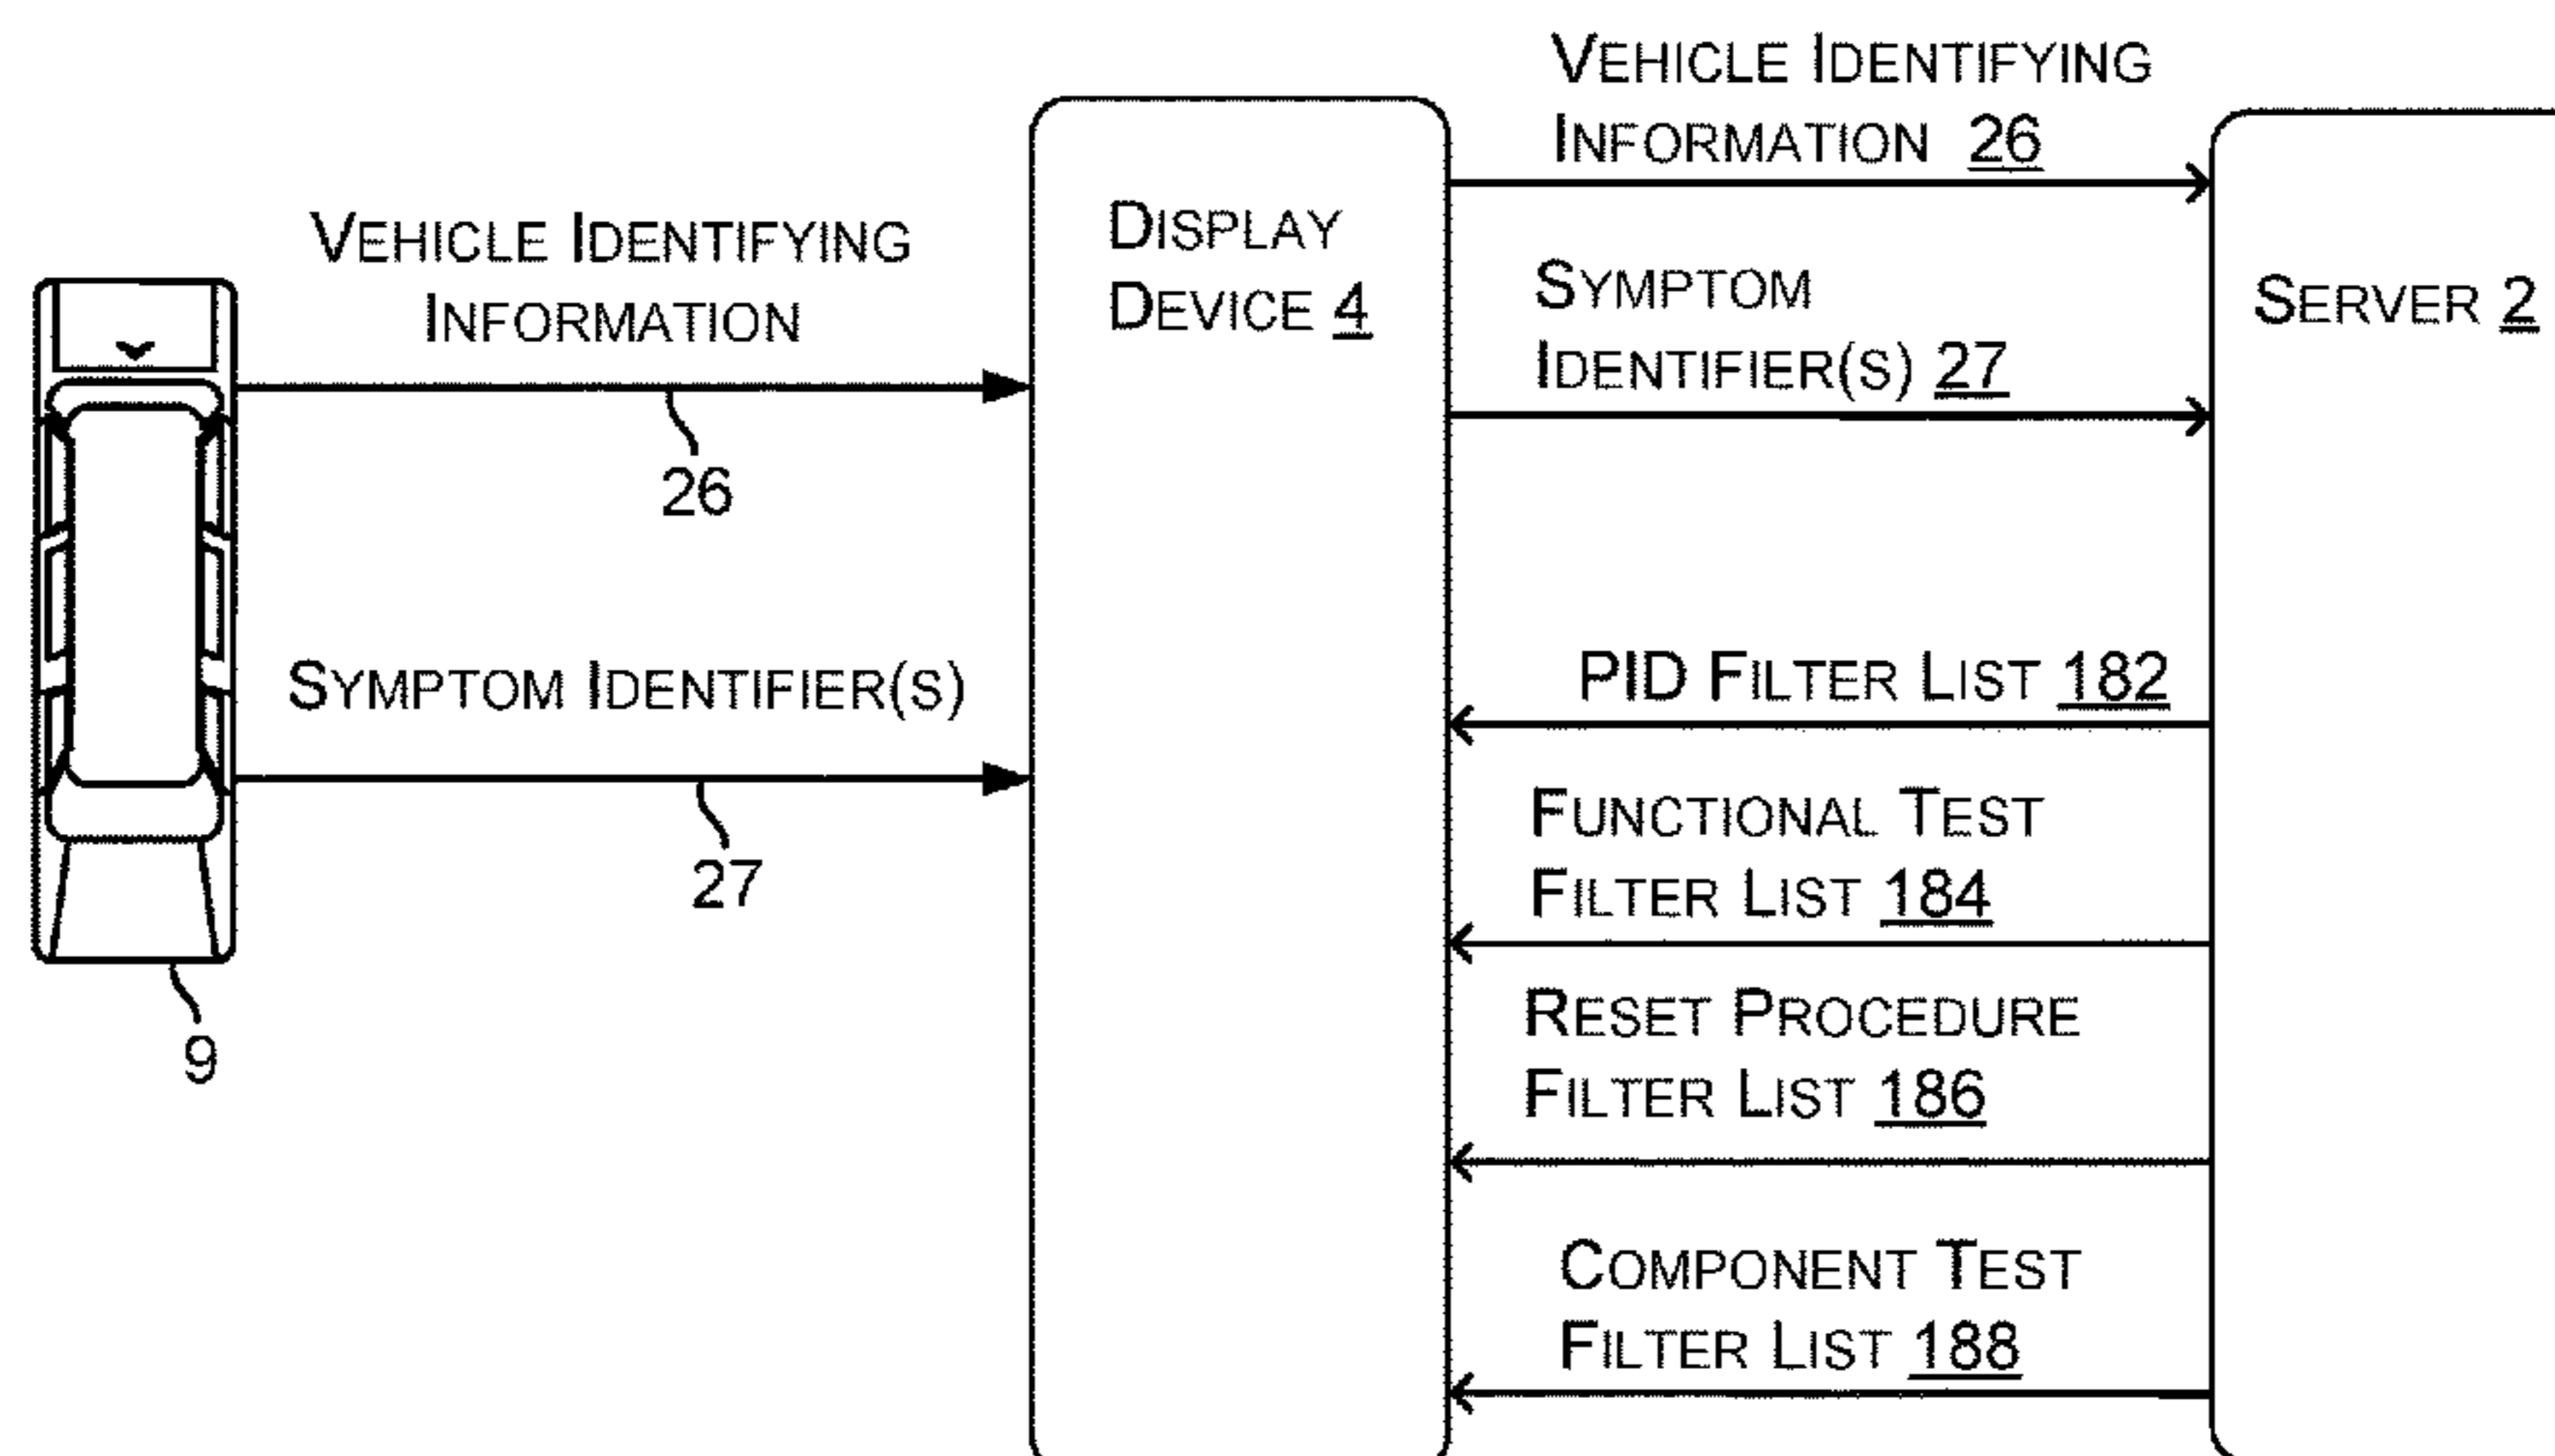 VEHICLE IDENTIFYING
INFORMATION
26
SYMPTOM IDENTIFIER(S)
27
9
DISPLAY
DEVICE 4
VEHICLE IDENTIFYING
INFORMATION 26
SYMPTOM
IDENTIFIER(S) 27
PID FILTER LIST 182
FUNCTIONAL TEST
FILTER LIST 184
RESET PROCEDURE
FILTER LIST 186
COMPONENT TEST
FILTER LIST 188
SERVER 2